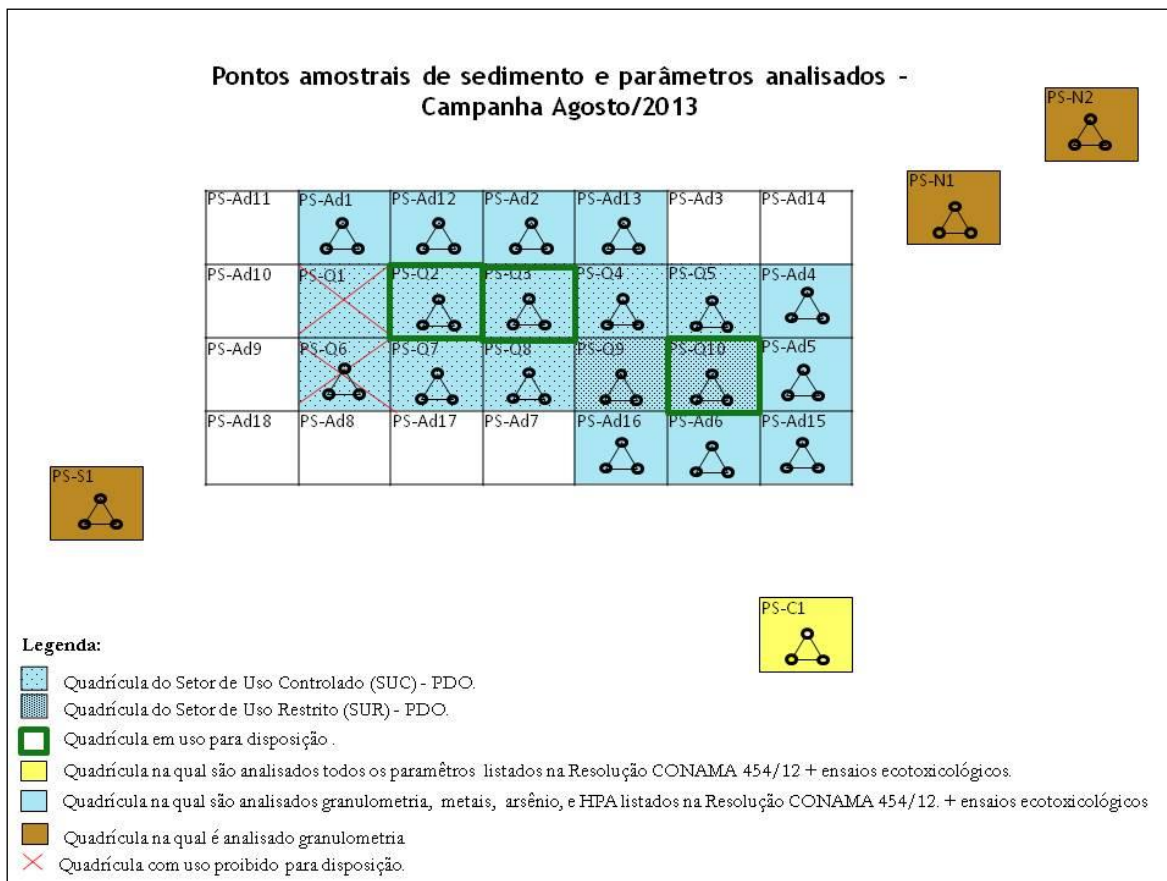 Pontos amostrais de sedimento e parâmetros analisados -
Campanha Agosto/2013
PS-N2
PS-N1
PS-Ad11 PS-Ad1 PS-Ad12 PS-Ad2 PS-Ad13 PS-Ad3 PS-Ad14
PS-Ad10 PS-Q1 PS-Q2 PS-Q3 PS-Q4 PS-Q5 PS-Ad4
PS-Ad9 PS-Q6 PS-Q7 PS-Q8 PS-Q9 PS-Q10 PS-Ad5
PS-Ad18 PS-Ad8 PS-Ad17 PS-Ad7 PS-Ad16 PS-Ad6 PS-Ad15
PS-S1
PS-C1
Legenda:
Quadrícula do Setor de Uso Controlado (SUC) - PDO.
Quadrícula do Setor de Uso Restrito (SUR) - PDO.
Quadrícula em uso para disposição .
Quadrícula na qual são analisados todos os paramêtros listados na Resolução CONAMA 454/12 + ensaios ecotoxicológicos.
Quadrícula na qual são analisados granulometria, metais, arsênio, e HPA listados na Resolução CONAMA 454/12. + ensaios ecotoxicológicos
Quadrícula na qual é analisado granulometria
Quadrícula com uso proibido para disposição.